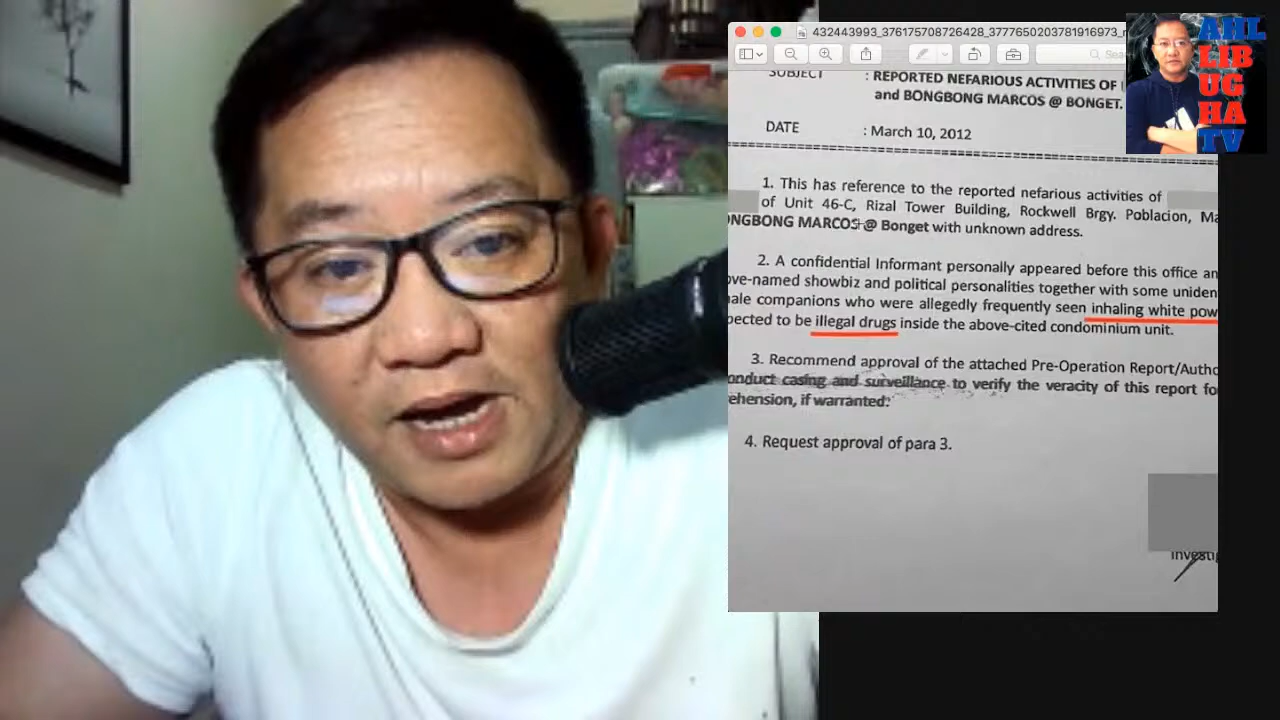 432443993_376175708726428_3777650203781916973_
SUBJECT : REPORTED NEFARIOUS ACTIVITIES OF
and BONGBONG MARCOS @ BONGET.
DATE : March 10, 2012
1. This has reference to the reported nefarious activities of
of Unit 46-C, Rizal Tower Building, Rockwell Brgy. Poblacion, Ma
ONGBONG MARCOS @ Bonget with unknown address.
2. A confidential Informant personally appeared before this office an
ove-named showbiz and political personalities together with some uniden
ale companions who were allegedly frequently seen inhaling white pow
pected to be illegal drugs inside the above-cited condominium unit.
3. Recommend approval of the attached Pre-Operation Report/Autho
onduct casing and surveillance to verify the veracity of this report fo
ehension, if warranted.
4. Request approval of para 3.
Investig
AHL
LIB
UG
HA
TV